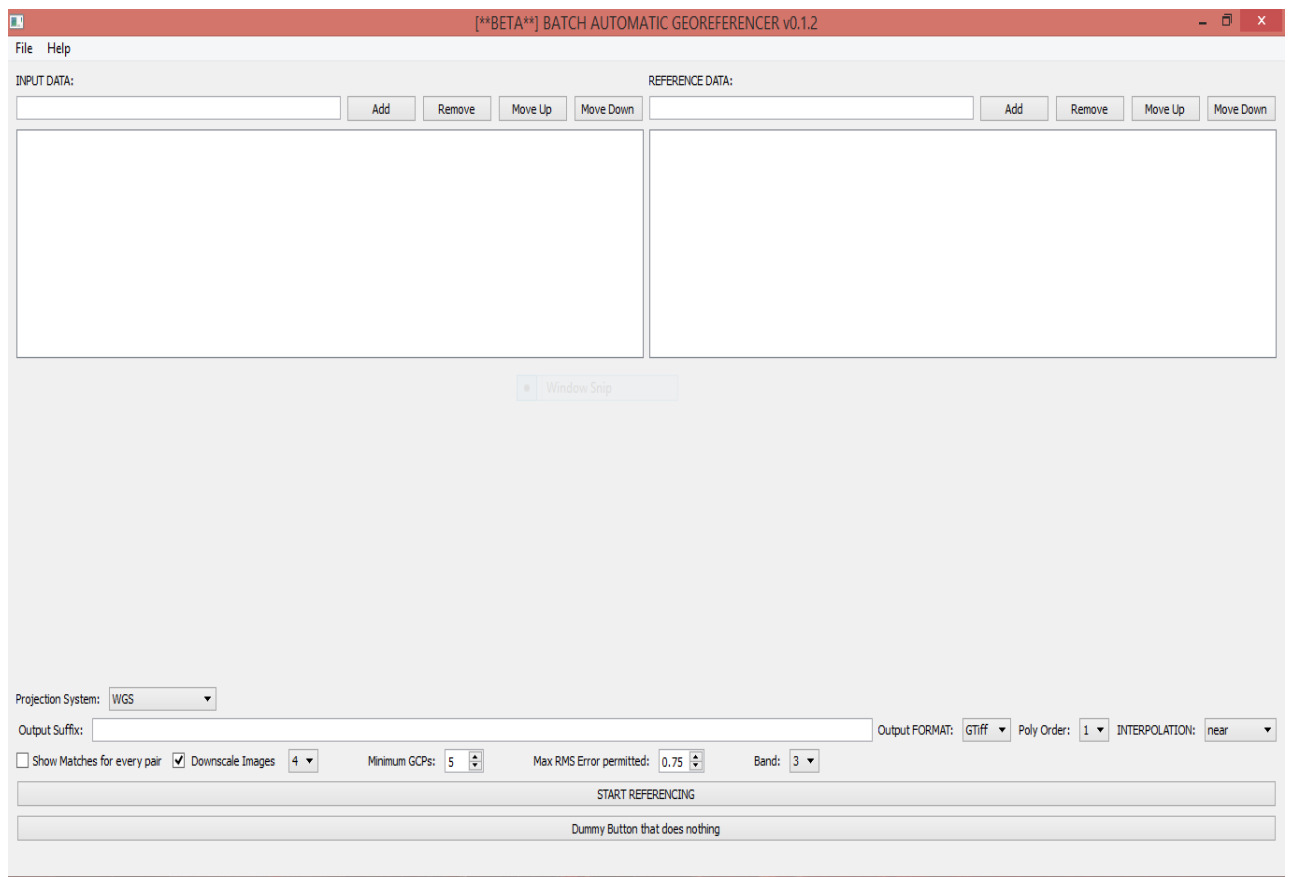 [**BETA**] BATCH AUTOMATIC GEOREFERENCER v0.1.2
File Help
INPUT DATA: REFERENCE DATA:
Add Remove Move Up Move Down Add Remove Move Up Move Down
Window Snip
Projection System: WGS
Output Suffix: Output FORMAT: GTiff Poly Order: 1 INTERPOLATION: near
Show Matches for every pair Downscale Images 4 Minimum GCPs: 5 Max RMS Error permitted: 0.75 Band: 3
START REFERENCING
Dummy Button that does nothing